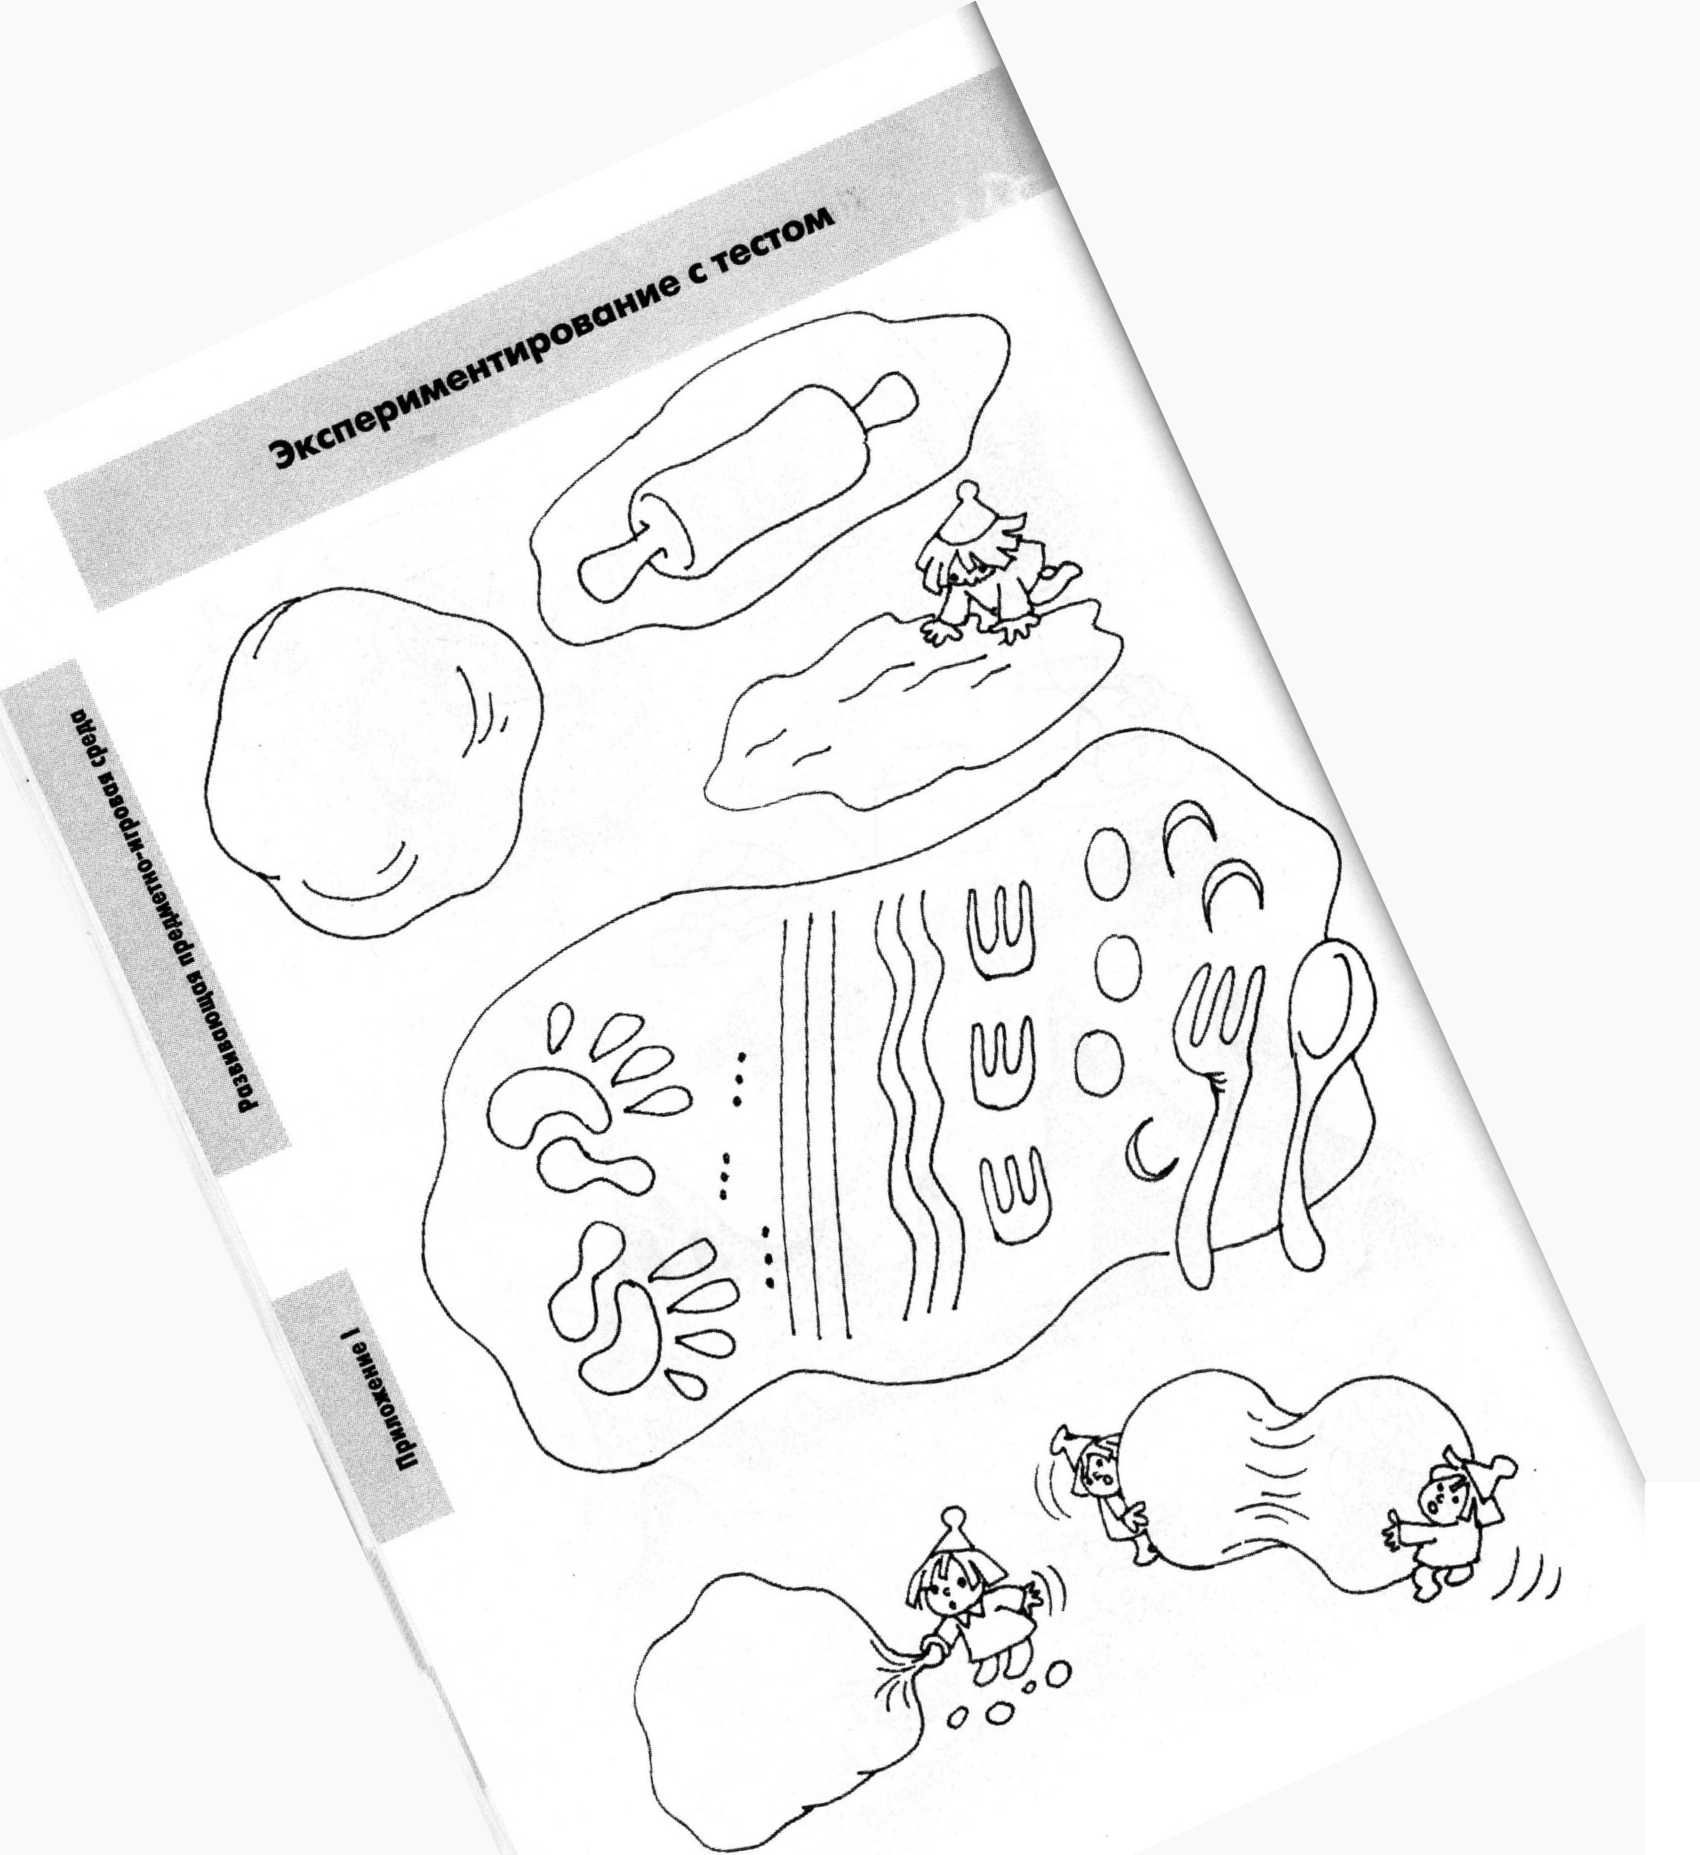 Экспериментирование с тестом
Развивающая предметно-игровая среда
Приложение I